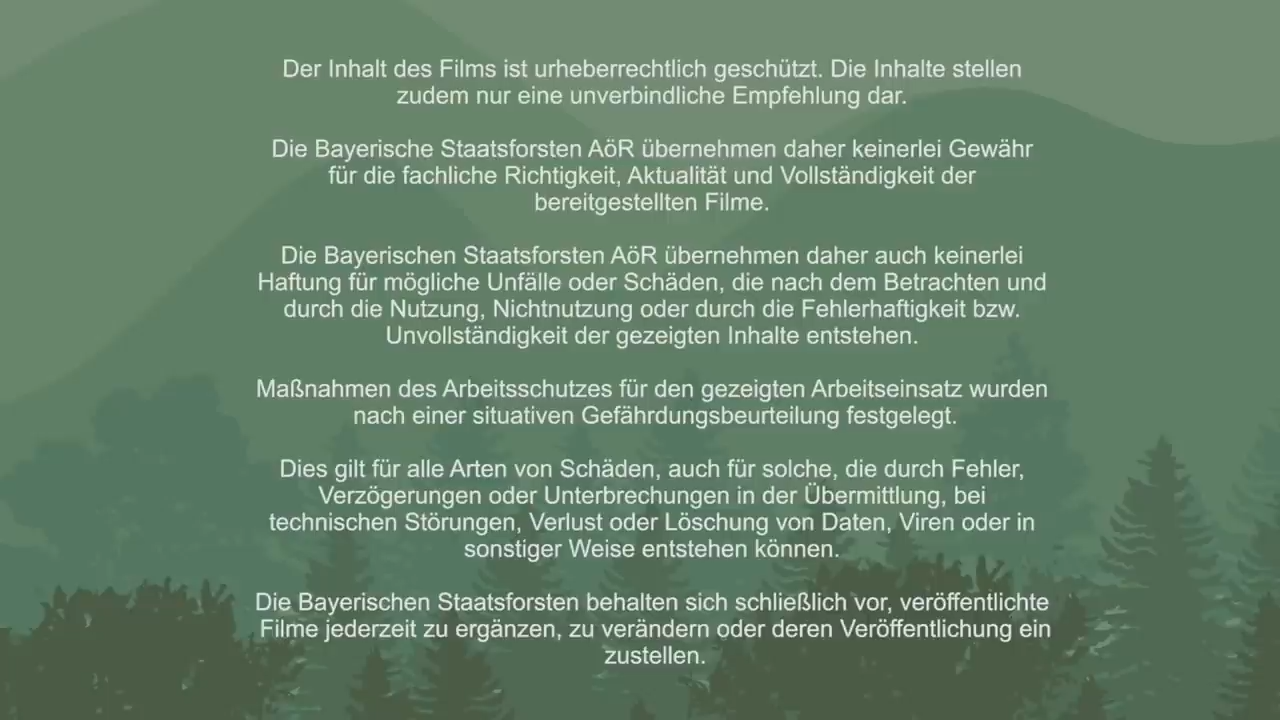 Der Inhalt des Films ist urheberrechtlich geschützt. Die Inhalte stellen
zudem nur eine unverbindliche Empfehlung dar.
Die Bayerische Staatsforsten AöR übernehmen daher keinerlei Gewähr
für die fachliche Richtigkeit, Aktualität und Vollständigkeit der
bereitgestellten Filme.
Die Bayerischen Staatsforsten AöR übernehmen daher auch keinerlei
Haftung für mögliche Unfälle oder Schäden, die nach dem Betrachten und
durch die Nutzung, Nichtnutzung oder durch die Fehlerhaftigkeit bzw.
Unvollständigkeit der gezeigten Inhalte entstehen.
Maßnahmen des Arbeitsschutzes für den gezeigten Arbeitseinsatz wurden
nach einer situativen Gefährdungsbeurteilung festgelegt.
Dies gilt für alle Arten von Schäden, auch für solche, die durch Fehler,
Verzögerungen oder Unterbrechungen in der Übermittlung, bei
technischen Störungen, Verlust oder Löschung von Daten, Viren oder in
sonstiger Weise entstehen können.
Die Bayerischen Staatsforsten behalten sich schließlich vor, veröffentlichte
Filme jederzeit zu ergänzen, zu verändern oder deren Veröffentlichung ein
zustellen.